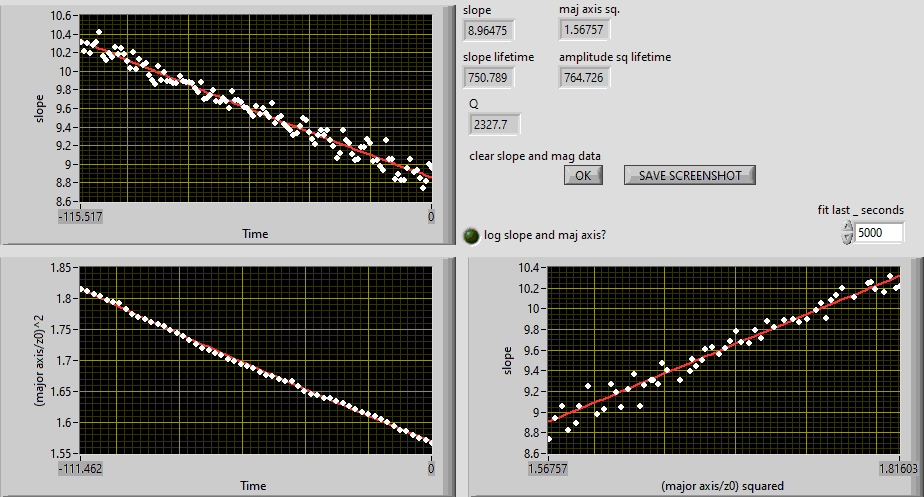 10.6
10.4
10.2
10
9.8
9.6
9.4
9.2
9
8.8
8.6
slope
-115.517
0
Time
slope
8.96475
maj axis sq.
1.56757
slope lifetime
750.789
amplitude sq lifetime
764.726
Q
2327.7
clear slope and mag data
OK
SAVE SCREENSHOT
log slope and maj axis?
fit last _ seconds
5000
1.85
1.8
1.75
1.7
1.65
1.6
1.55
(major axis/z0)^2
-111.462
0
Time
10.4
10.2
10
9.8
9.6
9.4
9.2
9
8.8
8.6
slope
1.56757
1.81603
(major axis/z0) squared